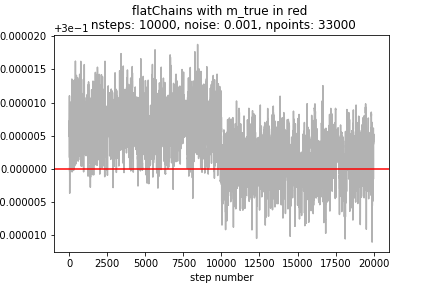 flatChains with m_true in red
nsteps: 10000, noise: 0.001, npoints: 33000
+3e−1
0.000020
0.000015
0.000010
0.000005
0.000000
0.000005
0.000010
0 2500 5000 7500 10000 12500 15000 17500 20000
step number